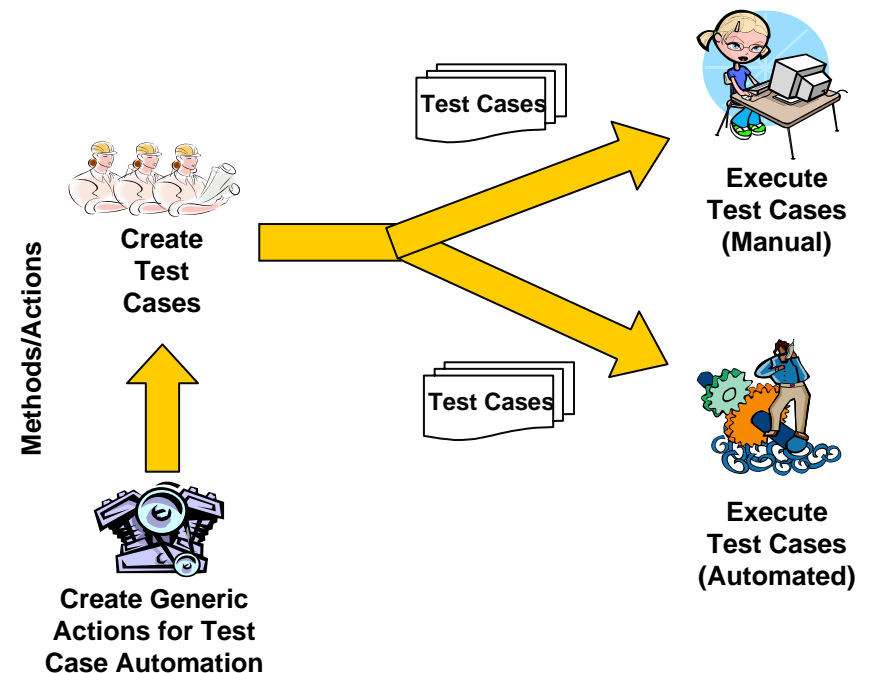 Test Cases
Execute
Test Cases
(Manual)
Create
Test
Cases
Methods/Actions
Test Cases
Execute
Test Cases
(Automated)
Create Generic
Actions for Test
Case Automation